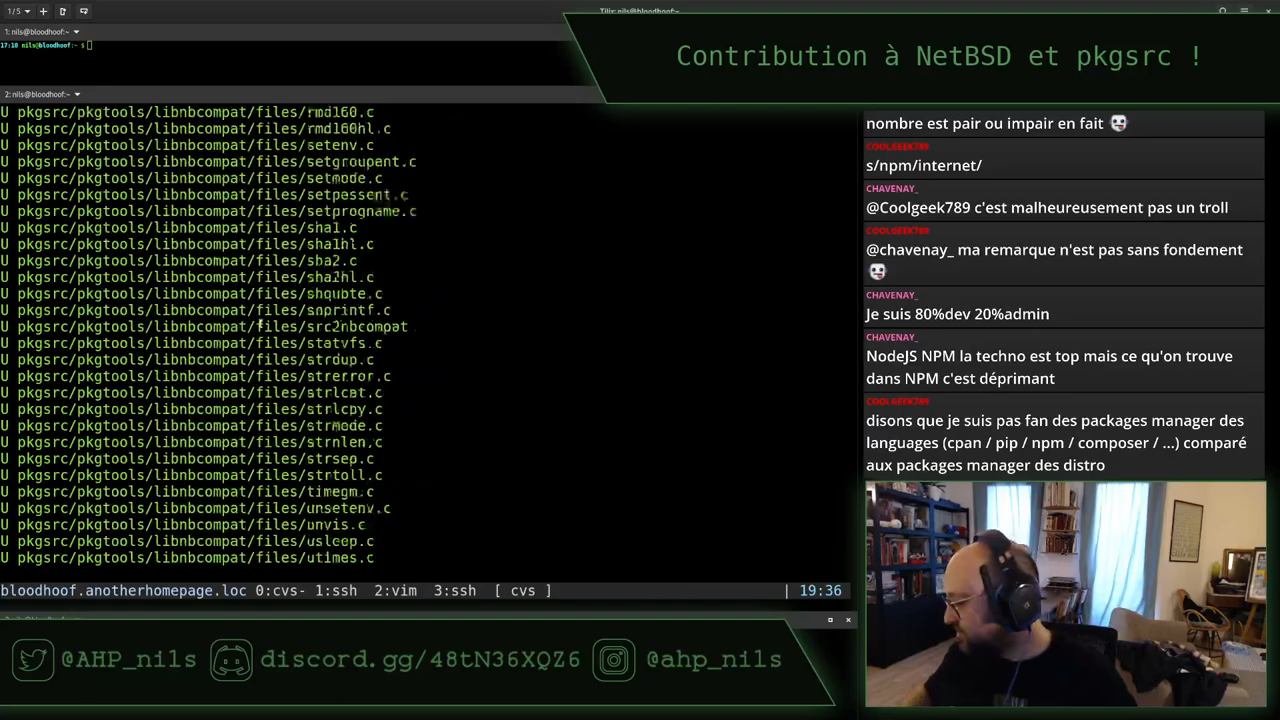 1/5
Tilix: nils@bloodhoof:~
1: nils@bloodhoof:~
17:18 nils@bloodhoof:~ $
Contribution à NetBSD et pkgsrc !
2: nils@bloodhoof:~
U pkgsrc/pkgtools/libnbcompat/files/rmd160.c
U pkgsrc/pkgtools/libnbcompat/files/rmd160hl.c
U pkgsrc/pkgtools/libnbcompat/files/setenv.c
U pkgsrc/pkgtools/libnbcompat/files/setgroupent.c
U pkgsrc/pkgtools/libnbcompat/files/setmode.c
U pkgsrc/pkgtools/libnbcompat/files/setpassent.c
U pkgsrc/pkgtools/libnbcompat/files/setprogname.c
U pkgsrc/pkgtools/libnbcompat/files/sha1.c
U pkgsrc/pkgtools/libnbcompat/files/sha1hl.c
U pkgsrc/pkgtools/libnbcompat/files/sha2.c
U pkgsrc/pkgtools/libnbcompat/files/sha2hl.c
U pkgsrc/pkgtools/libnbcompat/files/shquote.c
U pkgsrc/pkgtools/libnbcompat/files/snprintf.c
U pkgsrc/pkgtools/libnbcompat/files/src2nbcompat
U pkgsrc/pkgtools/libnbcompat/files/statvfs.c
U pkgsrc/pkgtools/libnbcompat/files/strdup.c
U pkgsrc/pkgtools/libnbcompat/files/strerror.c
U pkgsrc/pkgtools/libnbcompat/files/strlcat.c
U pkgsrc/pkgtools/libnbcompat/files/strlcpy.c
U pkgsrc/pkgtools/libnbcompat/files/strmode.c
U pkgsrc/pkgtools/libnbcompat/files/strnlen.c
U pkgsrc/pkgtools/libnbcompat/files/strsep.c
U pkgsrc/pkgtools/libnbcompat/files/strtoll.c
U pkgsrc/pkgtools/libnbcompat/files/timegm.c
U pkgsrc/pkgtools/libnbcompat/files/unsetenv.c
U pkgsrc/pkgtools/libnbcompat/files/unvis.c
U pkgsrc/pkgtools/libnbcompat/files/usleep.c
U pkgsrc/pkgtools/libnbcompat/files/utimes.c
bloodhoof.anotherhomepage.loc 0:cvs- 1:ssh 2:vim 3:ssh [ cvs ] | 19:36
nombre est pair ou impair en fait
COOLGEEK789
s/npm/internet/
CHAVENAY_
@Coolgeek789 c'est malheureusement pas un troll
COOLGEEK789
@chavenay_ ma remarque n'est pas sans fondement
CHAVENAY_
Je suis 80%dev 20%admin
CHAVENAY_
NodeJS NPM la techno est top mais ce qu'on trouve
dans NPM c'est déprimant
COOLGEEK789
disons que je suis pas fan des packages manager des
languages (cpan / pip / npm / composer / ...) comparé
aux packages manager des distro
@AHP_nils discord.gg/48tN36XQZ6 @ahp_nils